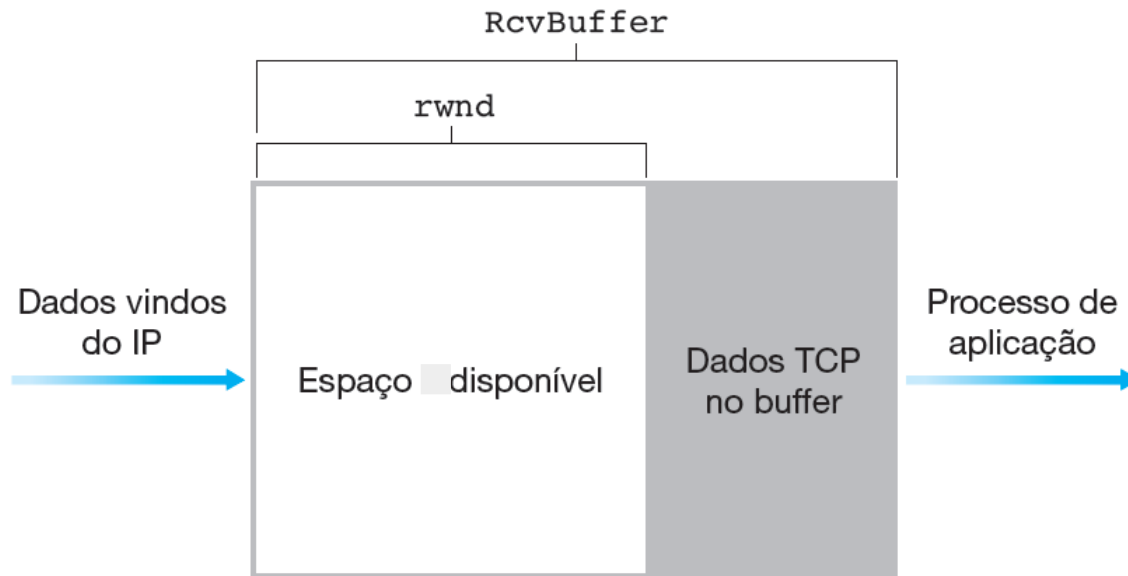 RcvBuffer
rwnd
Dados vindos
do IP
Espaço disponível
Dados TCP
no buffer
Processo de
aplicação